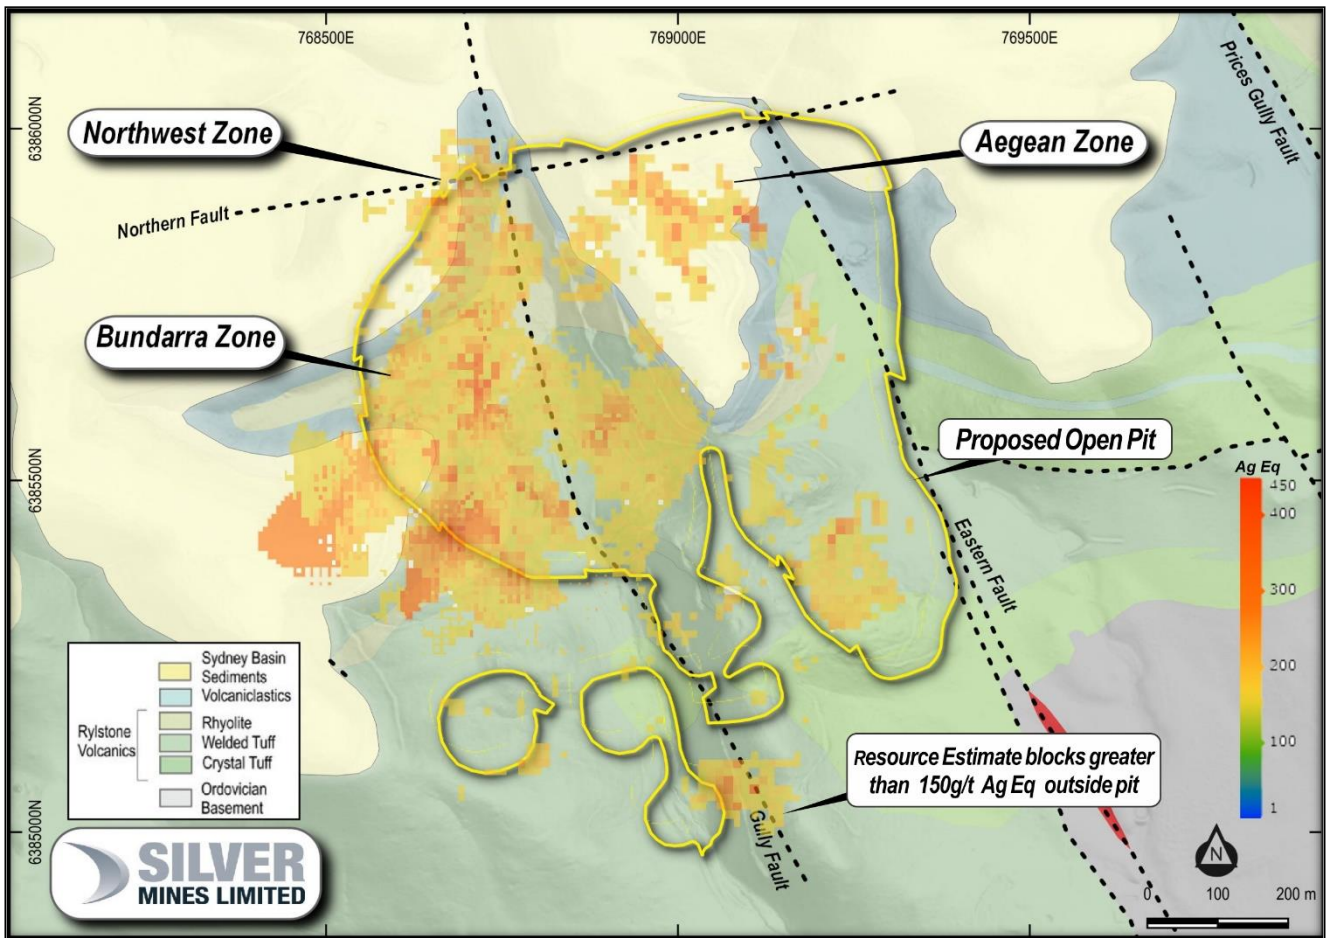 768500E
769000E
769500E
6386000N
6385500N
6385000N
Prices Gully Fault
Northwest Zone
Aegean Zone
Northern Fault
Bundarra Zone
Proposed Open Pit
Eastern Fault
Ag Eq
450
400
300
200
100
1
Resource Estimate blocks greater
than 150g/t Ag Eq outside pit
Gully Fault
Sydney Basin
Sediments
Volcaniclastics
Rylstone
Volcanics
Rhyolite
Welded Tuff
Crystal Tuff
Ordovician
Basement
SILVER
MINES LIMITED
N
0 100 200 m